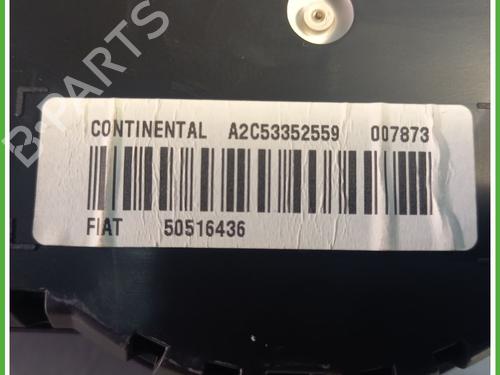 B-PARTS
CONTINENTAL A2C53352559 007873
FIAT 50516436